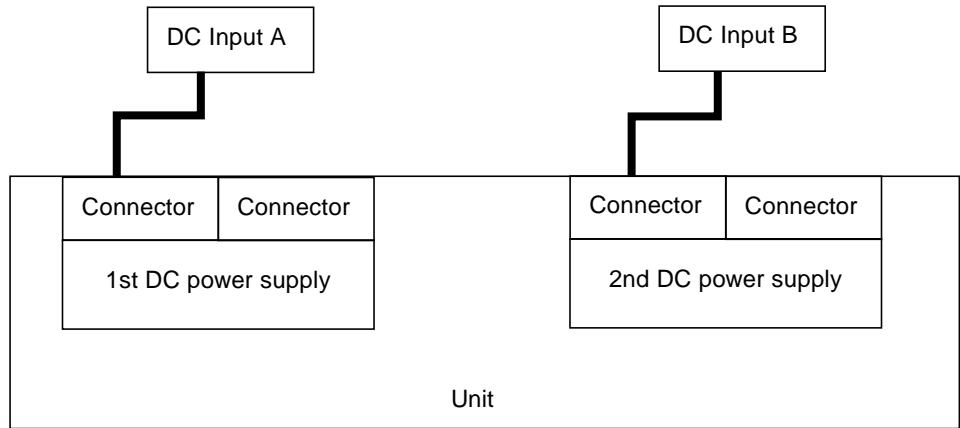 DC Input A
DC Input B
Connector
Connector
Connector
Connector
1st DC power supply
2nd DC power supply
Unit